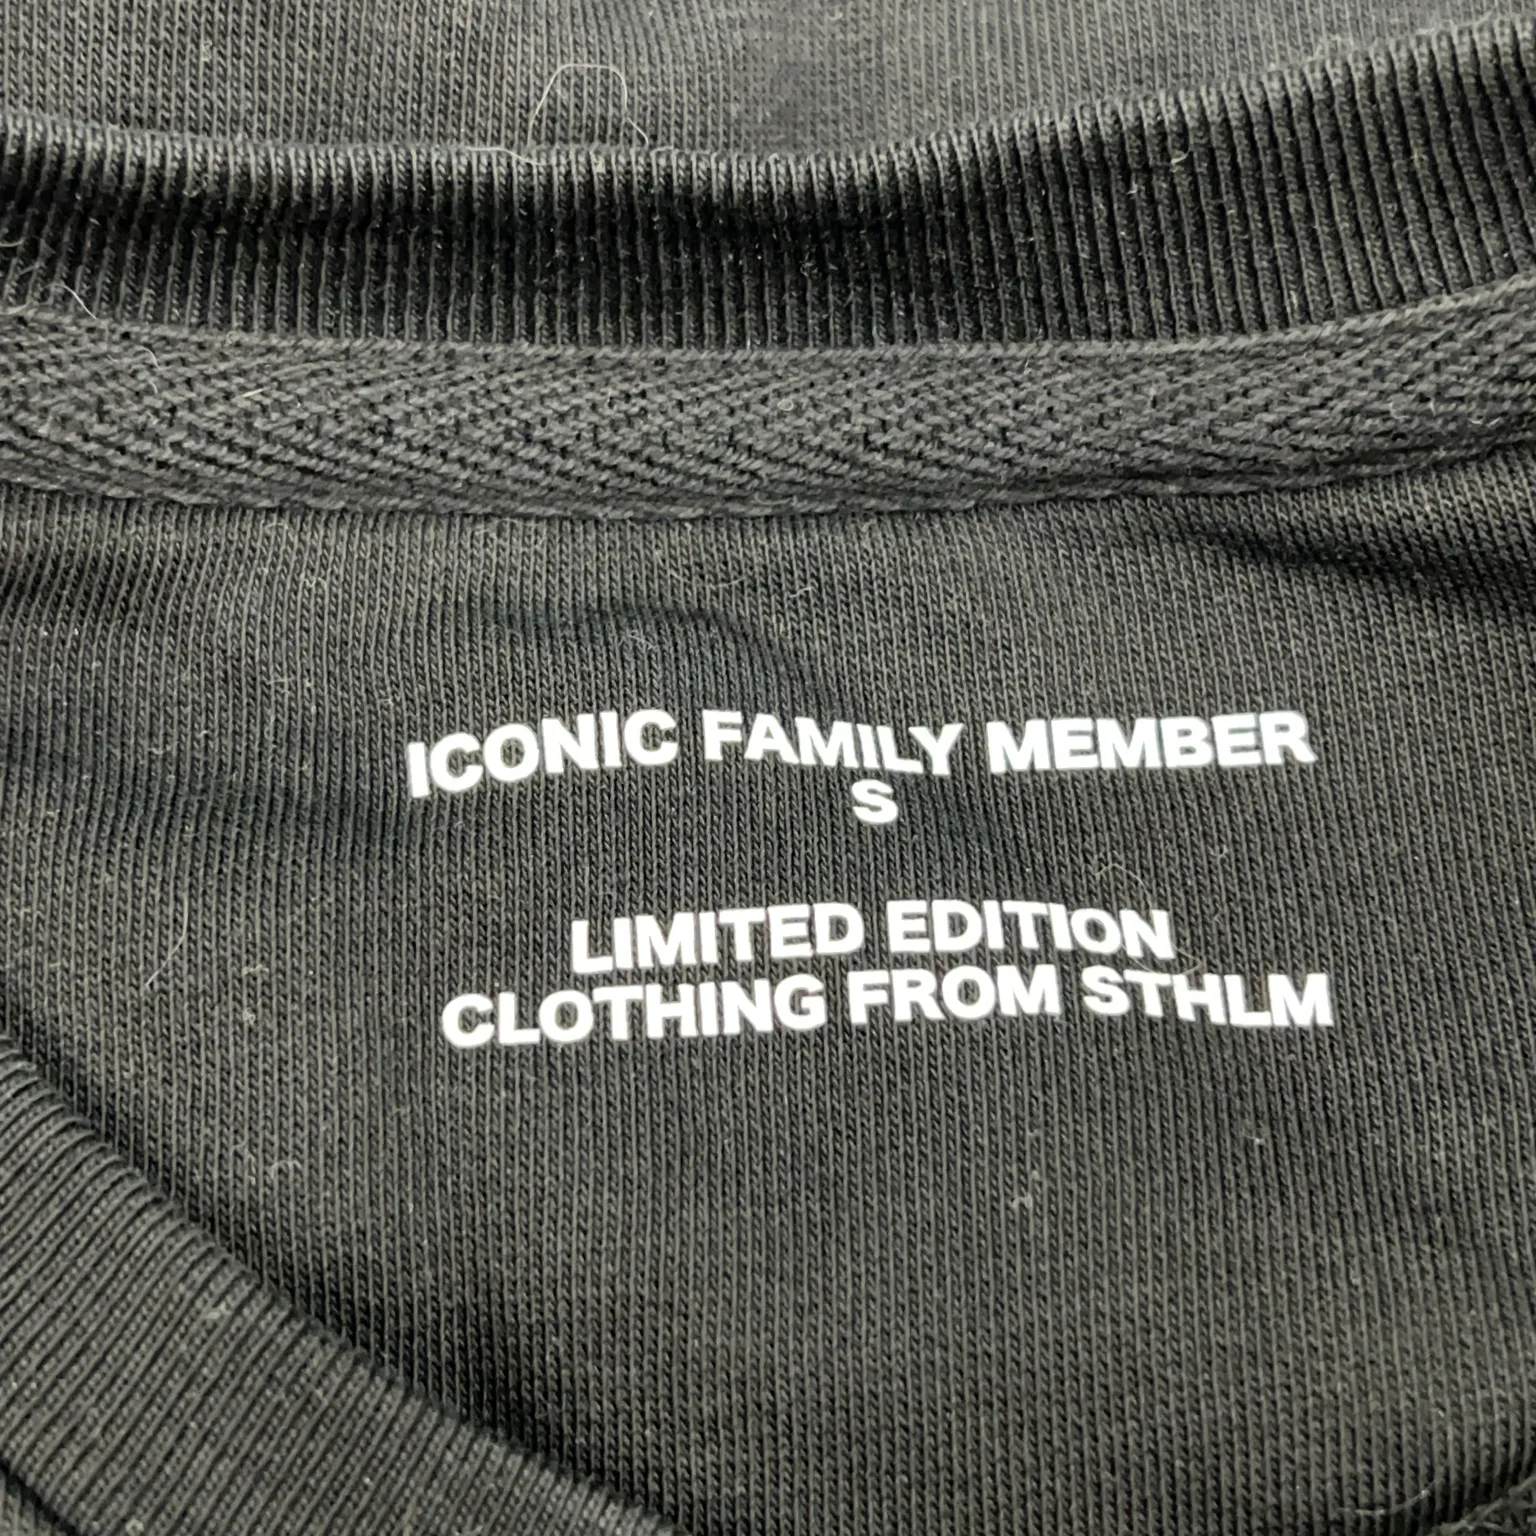 ICONIC FAMILY MEMBER
S
LIMITED EDITION
CLOTHING FROM STHLM